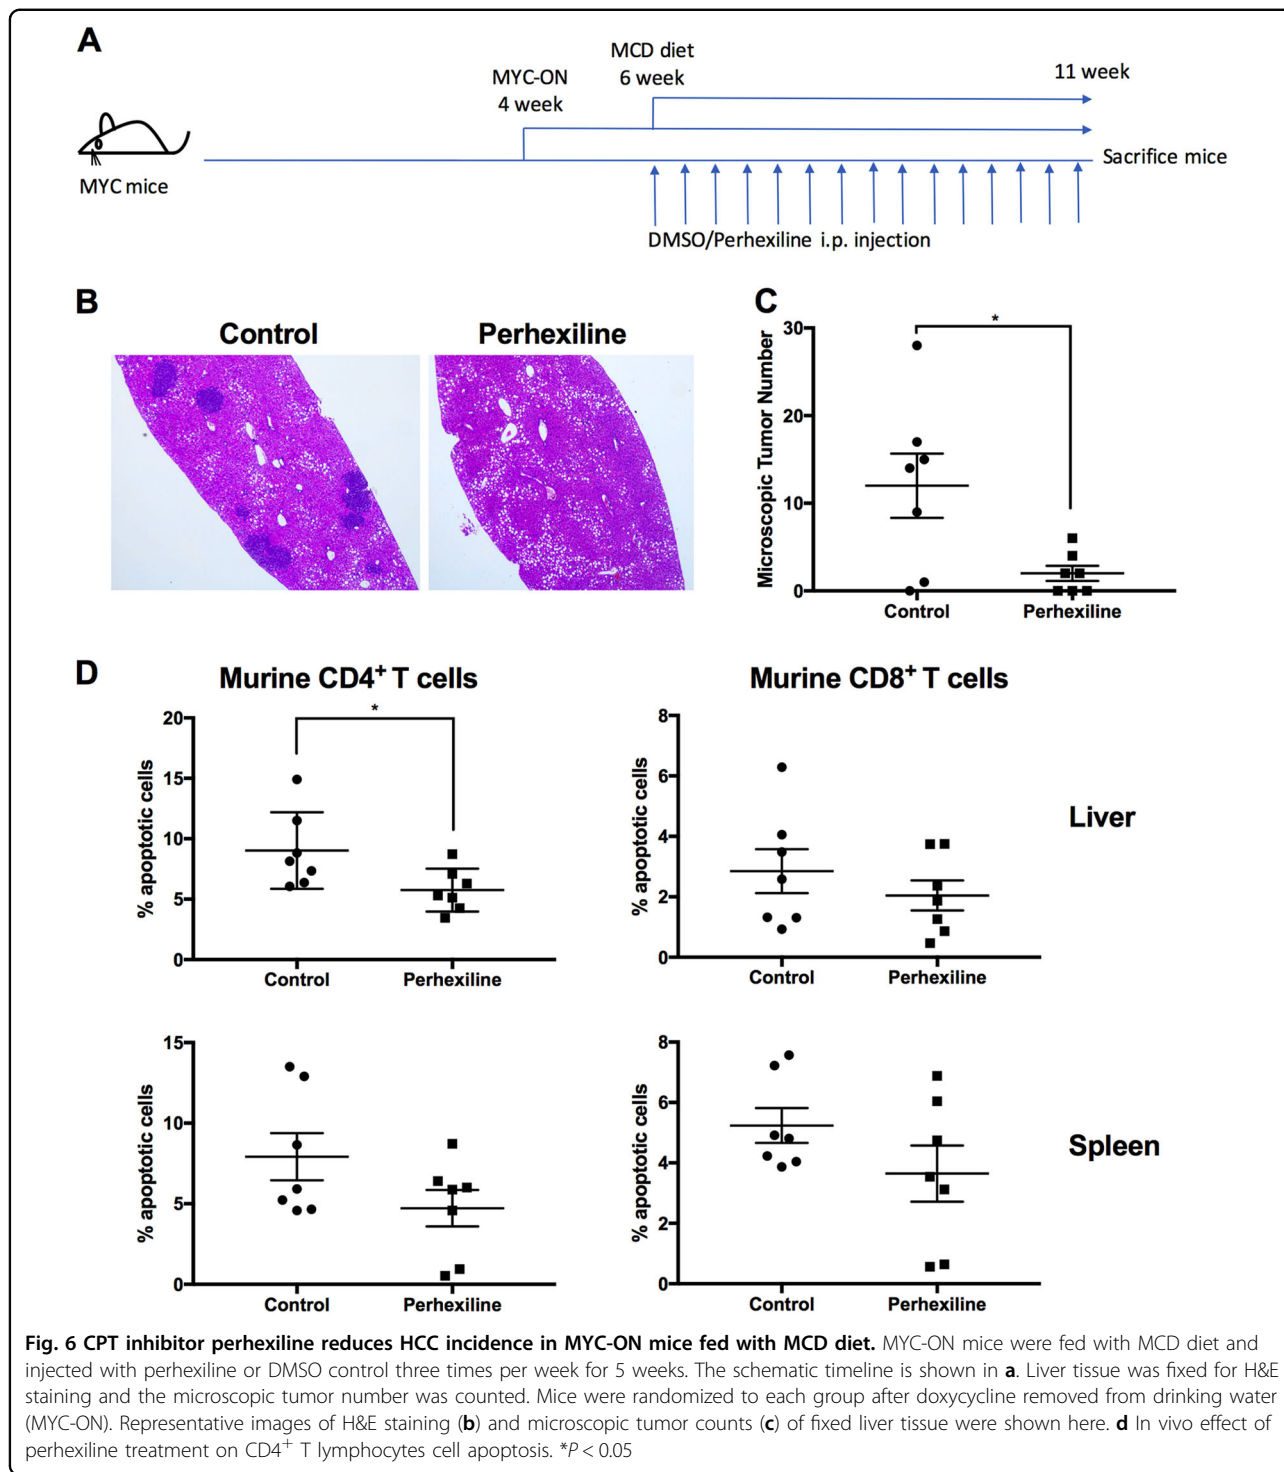 A
MYC mice
MYC-ON
4 week
MCD diet
6 week
11 week
Sacrifice mice
DMSO/Perhexiline i.p. injection
B
Control
Perhexiline
C
*
Microscopic Tumor Number
30
20
10
0
Control
Perhexiline
D
Murine CD4⁺ T cells
*
% apoptotic cells
20
15
10
5
0
Control
Perhexiline
Murine CD8⁺ T cells
% apoptotic cells
8
6
4
2
0
Control
Perhexiline
Liver
% apoptotic cells
15
10
5
0
Control
Perhexiline
% apoptotic cells
8
6
4
2
0
Control
Perhexiline
Spleen
Fig. 6 CPT inhibitor perhexiline reduces HCC incidence in MYC-ON mice fed with MCD diet. MYC-ON mice were fed with MCD diet and
injected with perhexiline or DMSO control three times per week for 5 weeks. The schematic timeline is shown in a. Liver tissue was fixed for H&E
staining and the microscopic tumor number was counted. Mice were randomized to each group after doxycycline removed from drinking water
(MYC-ON). Representative images of H&E staining (b) and microscopic tumor counts (c) of fixed liver tissue were shown here. d In vivo effect of
perhexiline treatment on CD4⁺ T lymphocytes cell apoptosis. *P < 0.05